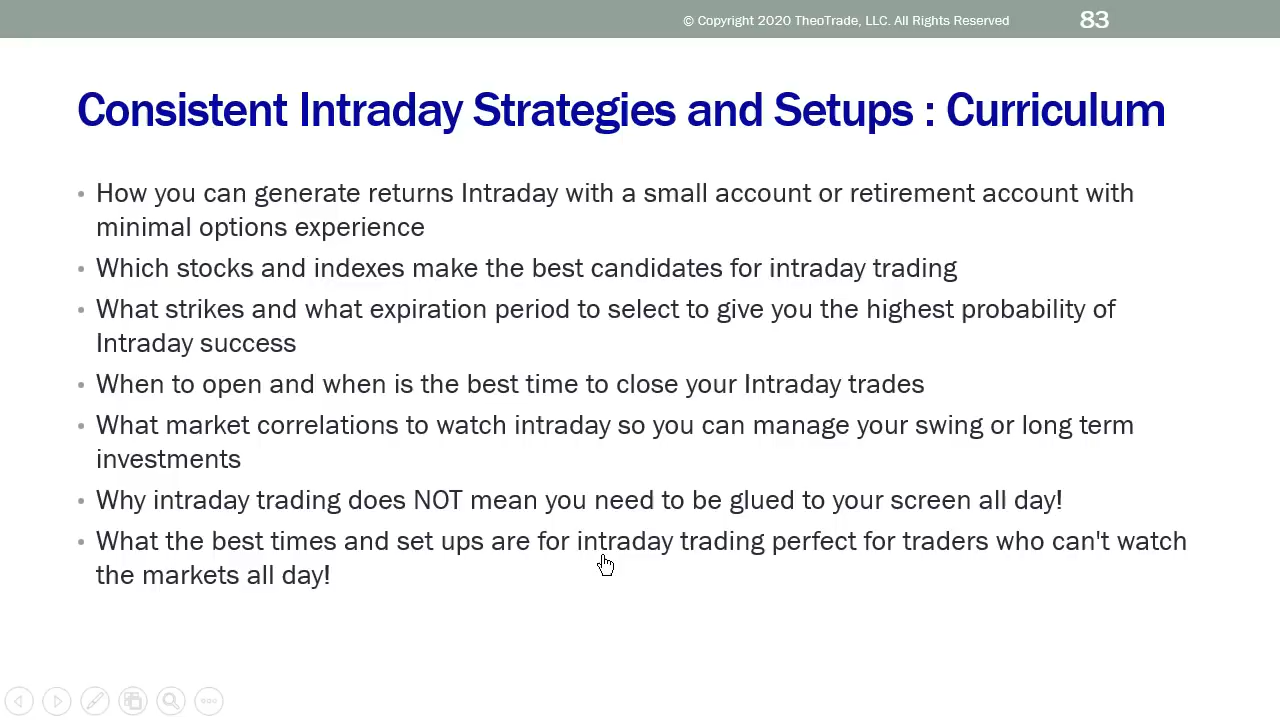 © Copyright 2020 TheoTrade, LLC. All Rights Reserved
83
Consistent Intraday Strategies and Setups : Curriculum
• How you can generate returns Intraday with a small account or retirement account with
minimal options experience
• Which stocks and indexes make the best candidates for intraday trading
• What strikes and what expiration period to select to give you the highest probability of
Intraday success
• When to open and when is the best time to close your Intraday trades
• What market correlations to watch intraday so you can manage your swing or long term
investments
• Why intraday trading does NOT mean you need to be glued to your screen all day!
• What the best times and set ups are for intraday trading perfect for traders who can't watch
the markets all day!